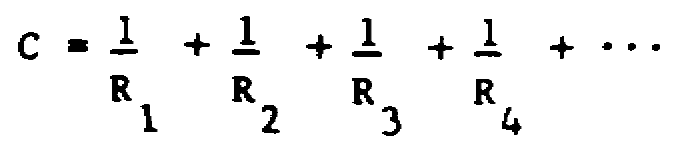 C = 1/R₁ + 1/R₂ + 1/R₃ + 1/R₄ + ···